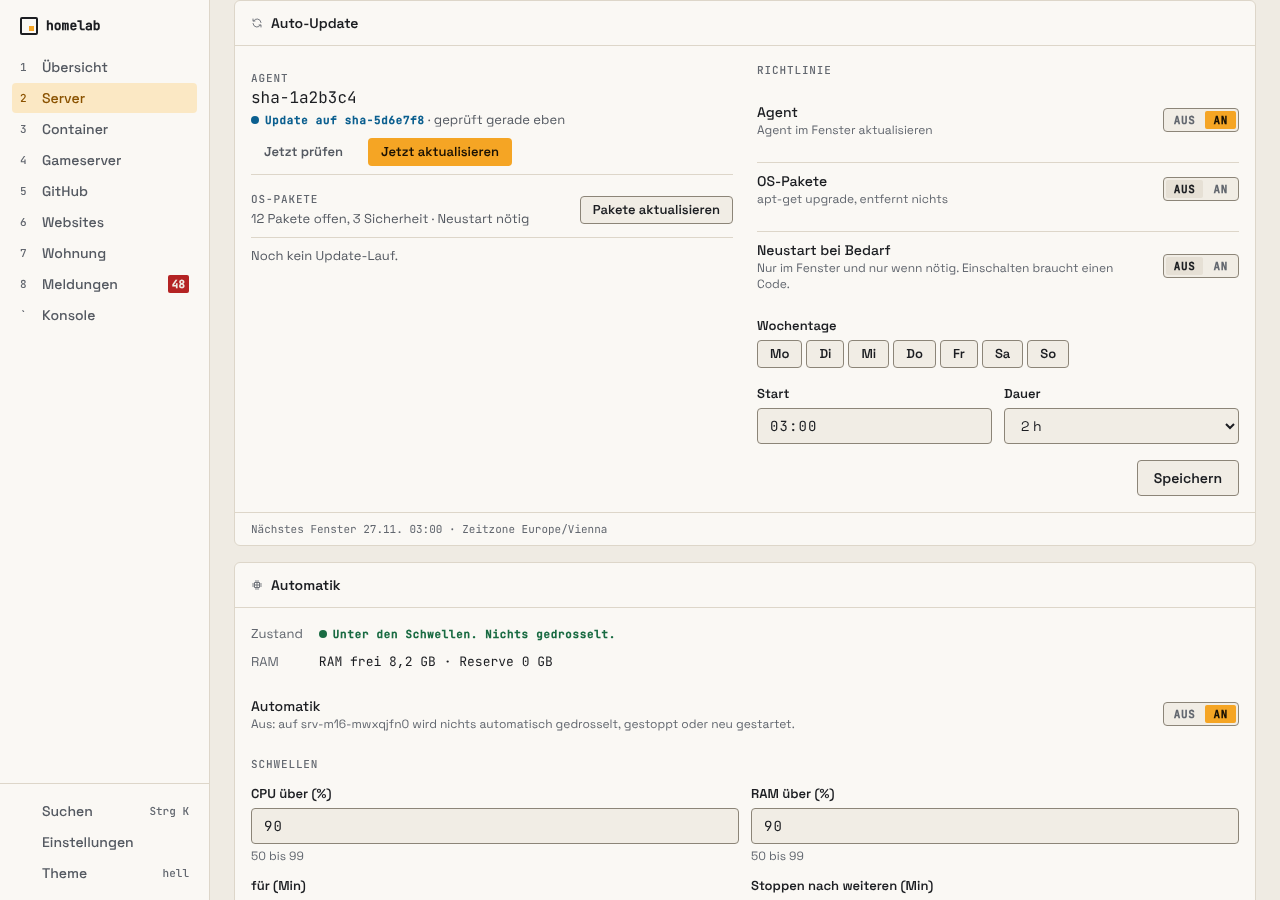 homelab
1 Übersicht
2 Server
3 Container
4 Gameserver
5 GitHub
6 Websites
7 Wohnung
8 Meldungen 48
` Konsole
Suchen Strg K
Einstellungen
Theme hell
Auto-Update
AGENT
sha-1a2b3c4
Update auf sha-5d6e7f8 · geprüft gerade eben
Jetzt prüfen Jetzt aktualisieren
OS-PAKETE
12 Pakete offen, 3 Sicherheit · Neustart nötig
Pakete aktualisieren
Noch kein Update-Lauf.
RICHTLINIE
Agent
Agent im Fenster aktualisieren
AUS AN
OS-Pakete
apt-get upgrade, entfernt nichts
AUS AN
Neustart bei Bedarf
Nur im Fenster und nur wenn nötig. Einschalten braucht einen
Code.
AUS AN
Wochentage
Mo Di Mi Do Fr Sa So
Start Dauer
03:00 2 h
Speichern
Nächstes Fenster 27.11. 03:00 · Zeitzone Europe/Vienna
Automatik
Zustand Unter den Schwellen. Nichts gedrosselt.
RAM RAM frei 8,2 GB · Reserve 0 GB
Automatik
Aus: auf srv-m16-mwxqjfn0 wird nichts automatisch gedrosselt, gestoppt oder neu gestartet.
AUS AN
SCHWELLEN
CPU über (%) RAM über (%)
90 90
50 bis 99 50 bis 99
für (Min) Stoppen nach weiteren (Min)